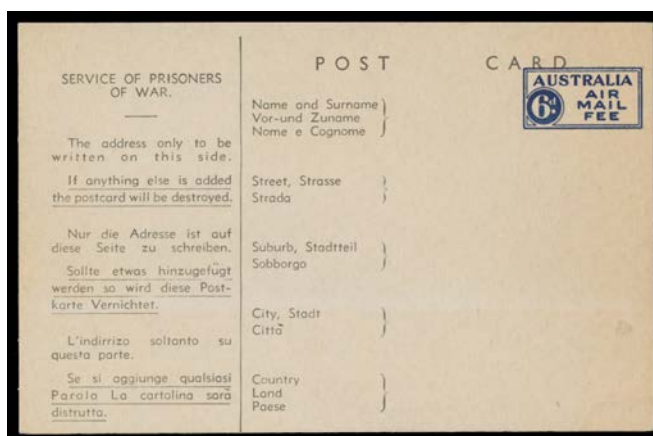 SERVICE OF PRISONERS
OF WAR.
The address only to be
written on this side.
If anything else is added
the postcard will be destroyed.
Nur die Adresse ist auf
diese Seite zu schreiben.
Sollte etwas hinzugefügt
werden so wird diese Post-
karte Vernichtet.
L'indirrizo soltanto su
questa parte.
Se si aggiunge qualsiasi
Parola La cartolina sarà
distrutta.
POST CARD
AUSTRALIA
6d. AIR
MAIL
FEE
Name and Surname
Vor-und Zuname
Nome e Cognome
Street, Strasse
Strada
Suburb, Stadtteil
Sobborgo
City, Stadt
Città
Country
Land
Paese